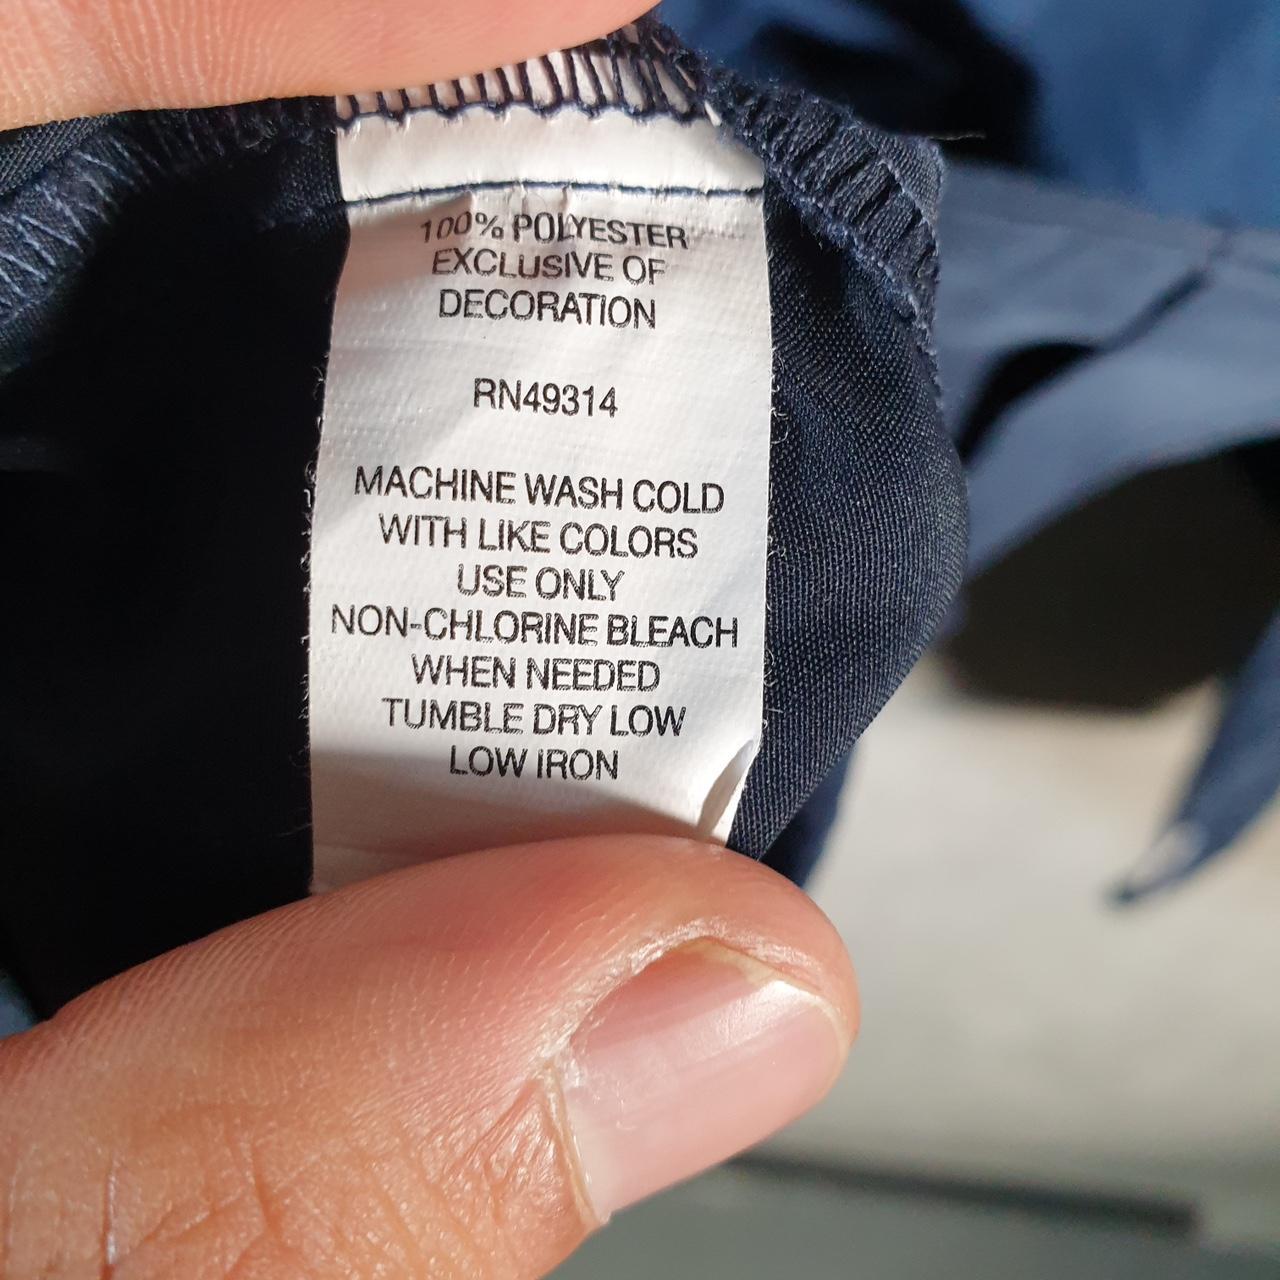 100% POLYESTER
EXCLUSIVE OF
DECORATION
RN49314
MACHINE WASH COLD
WITH LIKE COLORS
USE ONLY
NON-CHLORINE BLEACH
WHEN NEEDED
TUMBLE DRY LOW
LOW IRON